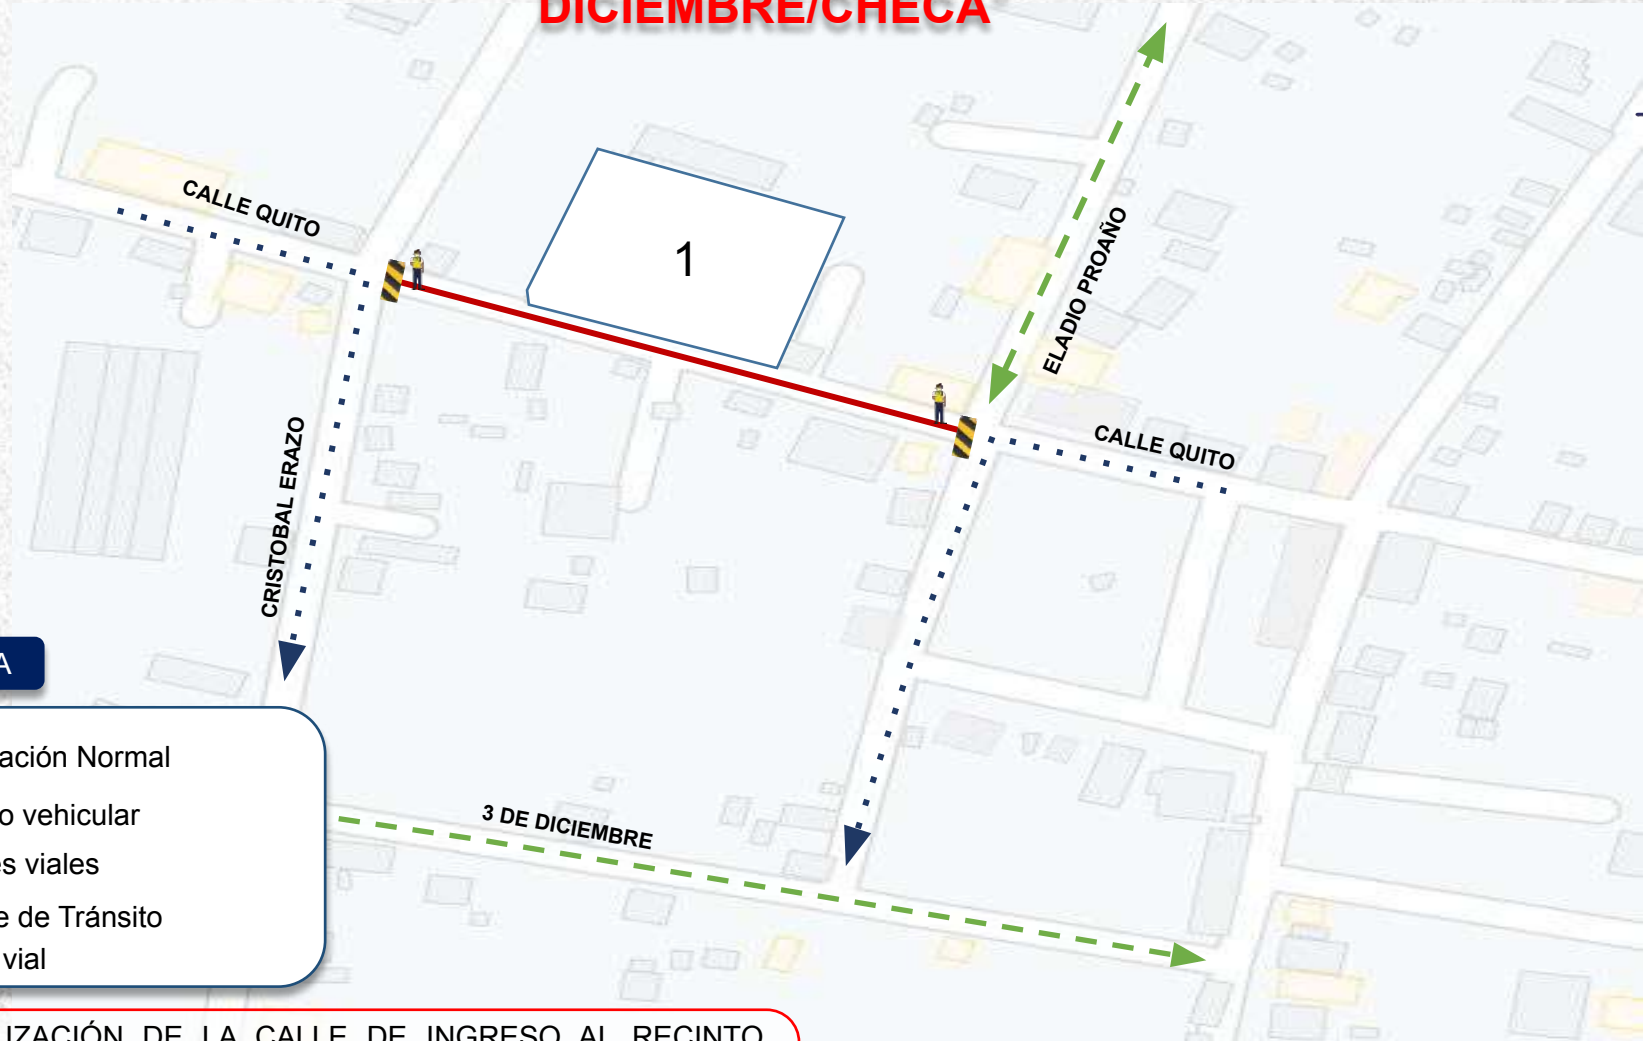 DICIEMBRE/CHECA
CALLE QUITO
1
ELADIO PROAÑO
CALLE QUITO
CRISTOBAL ERAZO
A
ación Normal
o vehicular
s viales
e de Tránsito
vial
3 DE DICIEMBRE
IZACIÓN DE LA CALLE DE INGRESO AL RECINTO